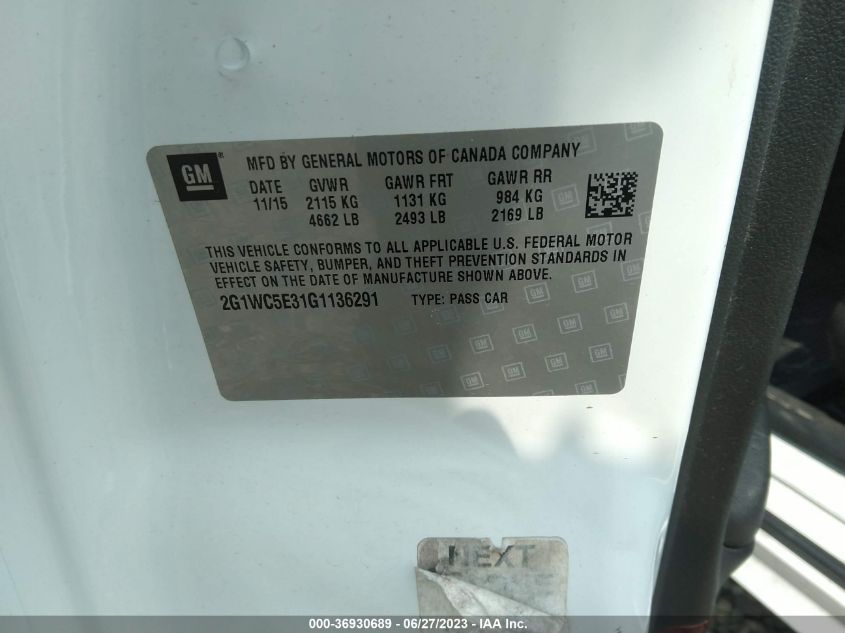 GM
MFD BY GENERAL MOTORS OF CANADA COMPANY
DATE GVWR GAWR FRT GAWR RR
11/15 2115 KG 1131 KG 984 KG
4662 LB 2493 LB 2169 LB
THIS VEHICLE CONFORMS TO ALL APPLICABLE U.S. FEDERAL MOTOR
VEHICLE SAFETY, BUMPER, AND THEFT PREVENTION STANDARDS IN
EFFECT ON THE DATE OF MANUFACTURE SHOWN ABOVE.
2G1WC5E31G1136291 TYPE: PASS CAR
NEXT
000-36930689 - 06/27/2023 - IAA Inc.